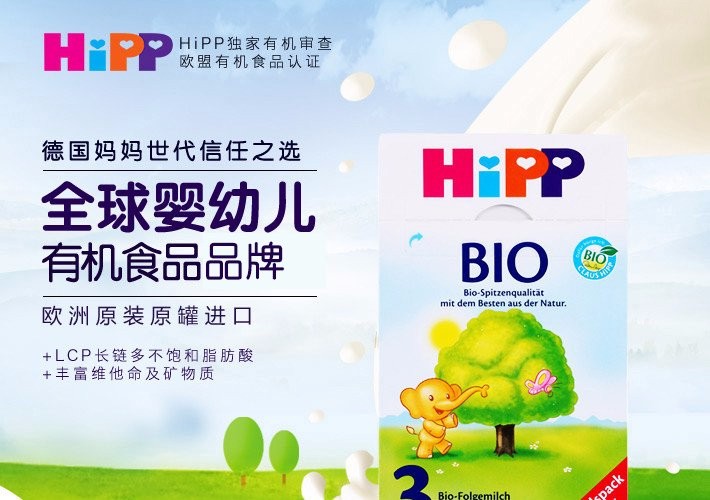 HiPP
HiPP独家有机审查
欧盟有机食品认证
德国妈妈世代信任之选
全球婴幼儿
有机食品品牌
欧洲原装原罐进口
+LCP长链多不饱和脂肪酸
+丰富维他命及矿物质
HiPP
BIO
Bio-Spitzenqualität
mit dem Besten aus der Natur.
BIO
CLAUS HIPP
3
Bio-Folgemilch